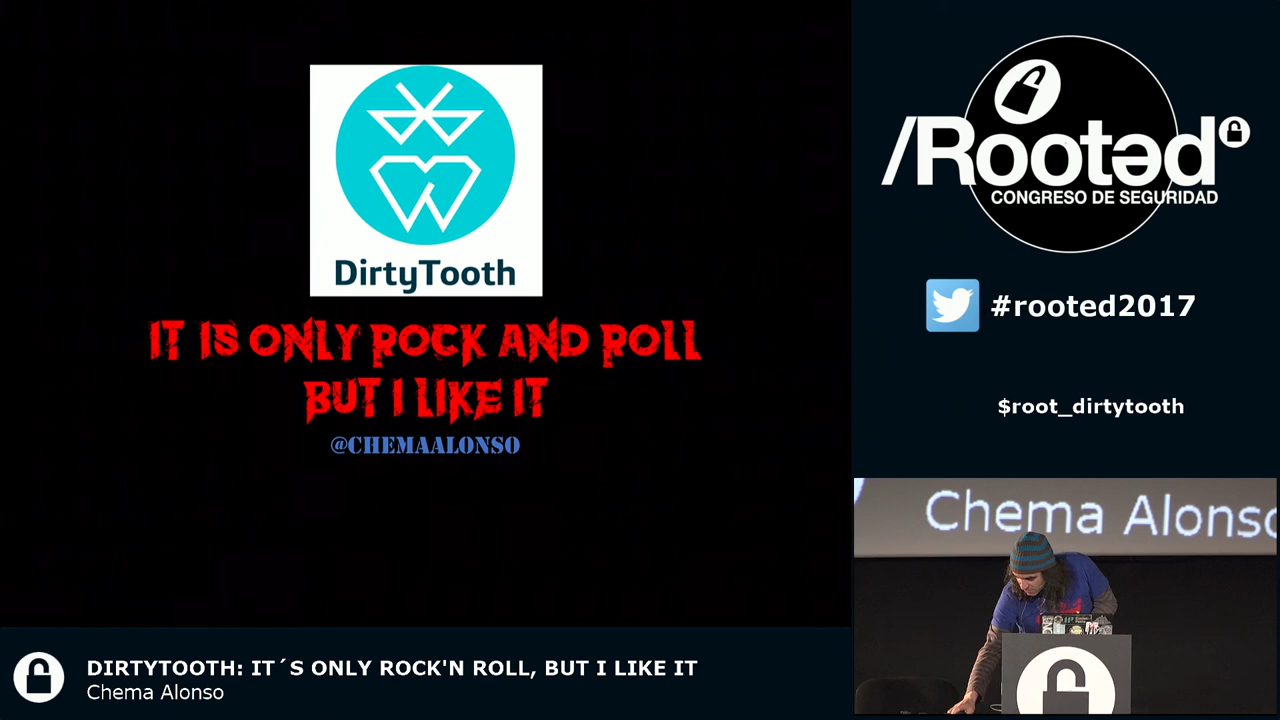 DirtyTooth
IT IS ONLY ROCK AND ROLL
BUT I LIKE IT
@CHEMAALONSO
/Rootəd
CONGRESO DE SEGURIDAD
#rooted2017
$root_dirtytooth
Chema Alonso
DIRTYTOOTH: IT´S ONLY ROCK'N ROLL, BUT I LIKE IT
Chema Alonso